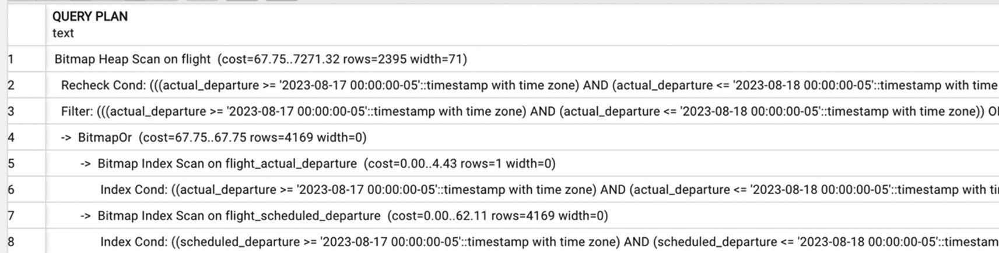 QUERY PLAN
text
1 Bitmap Heap Scan on flight (cost=67.75..7271.32 rows=2395 width=71)
2 Recheck Cond: (((actual_departure >= '2023-08-17 00:00:00-05'::timestamp with time zone) AND (actual_departure <= '2023-08-18 00:00:00-05'::timestamp with time
3 Filter: (((actual_departure >= '2023-08-17 00:00:00-05'::timestamp with time zone) AND (actual_departure <= '2023-08-18 00:00:00-05'::timestamp with time zone))
4 -> BitmapOr (cost=67.75..67.75 rows=4169 width=0)
5 -> Bitmap Index Scan on flight_actual_departure (cost=0.00..4.43 rows=1 width=0)
6 Index Cond: ((actual_departure >= '2023-08-17 00:00:00-05'::timestamp with time zone) AND (actual_departure <= '2023-08-18 00:00:00-05'::timestamp with
7 -> Bitmap Index Scan on flight_scheduled_departure (cost=0.00..62.11 rows=4169 width=0)
8 Index Cond: ((scheduled_departure >= '2023-08-17 00:00:00-05'::timestamp with time zone) AND (scheduled_departure <= '2023-08-18 00:00:00-05'::timestam